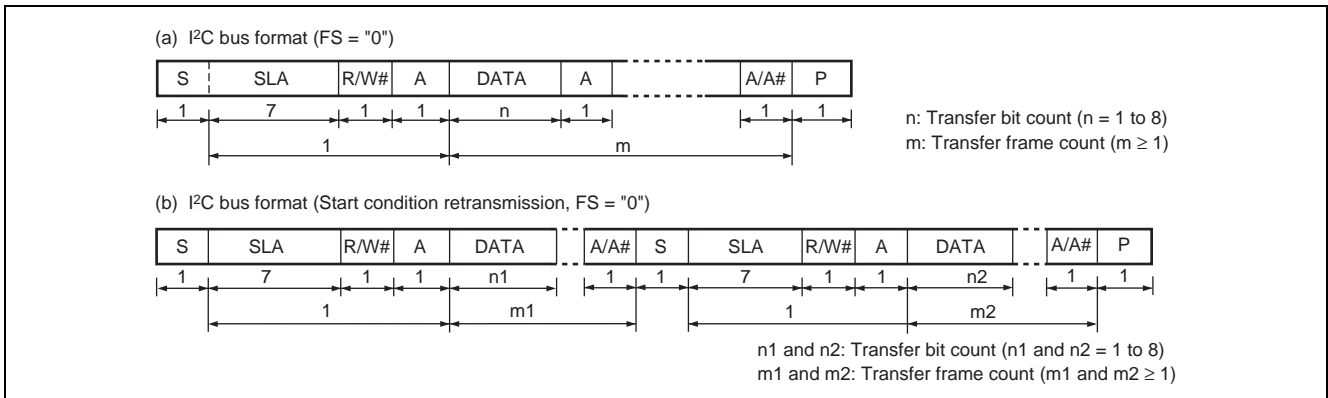 (a) I²C bus format (FS = "0")
S SLA R/W# A DATA A A/A# P
1 7 1 1 n 1 1 1
1 m
n: Transfer bit count (n = 1 to 8)
m: Transfer frame count (m ≥ 1)
(b) I²C bus format (Start condition retransmission, FS = "0")
S SLA R/W# A DATA A/A# S SLA R/W# A DATA A/A# P
1 7 1 1 n1 1 1 7 1 1 n2 1 1
1 m1 1 m2
n1 and n2: Transfer bit count (n1 and n2 = 1 to 8)
m1 and m2: Transfer frame count (m1 and m2 ≥ 1)